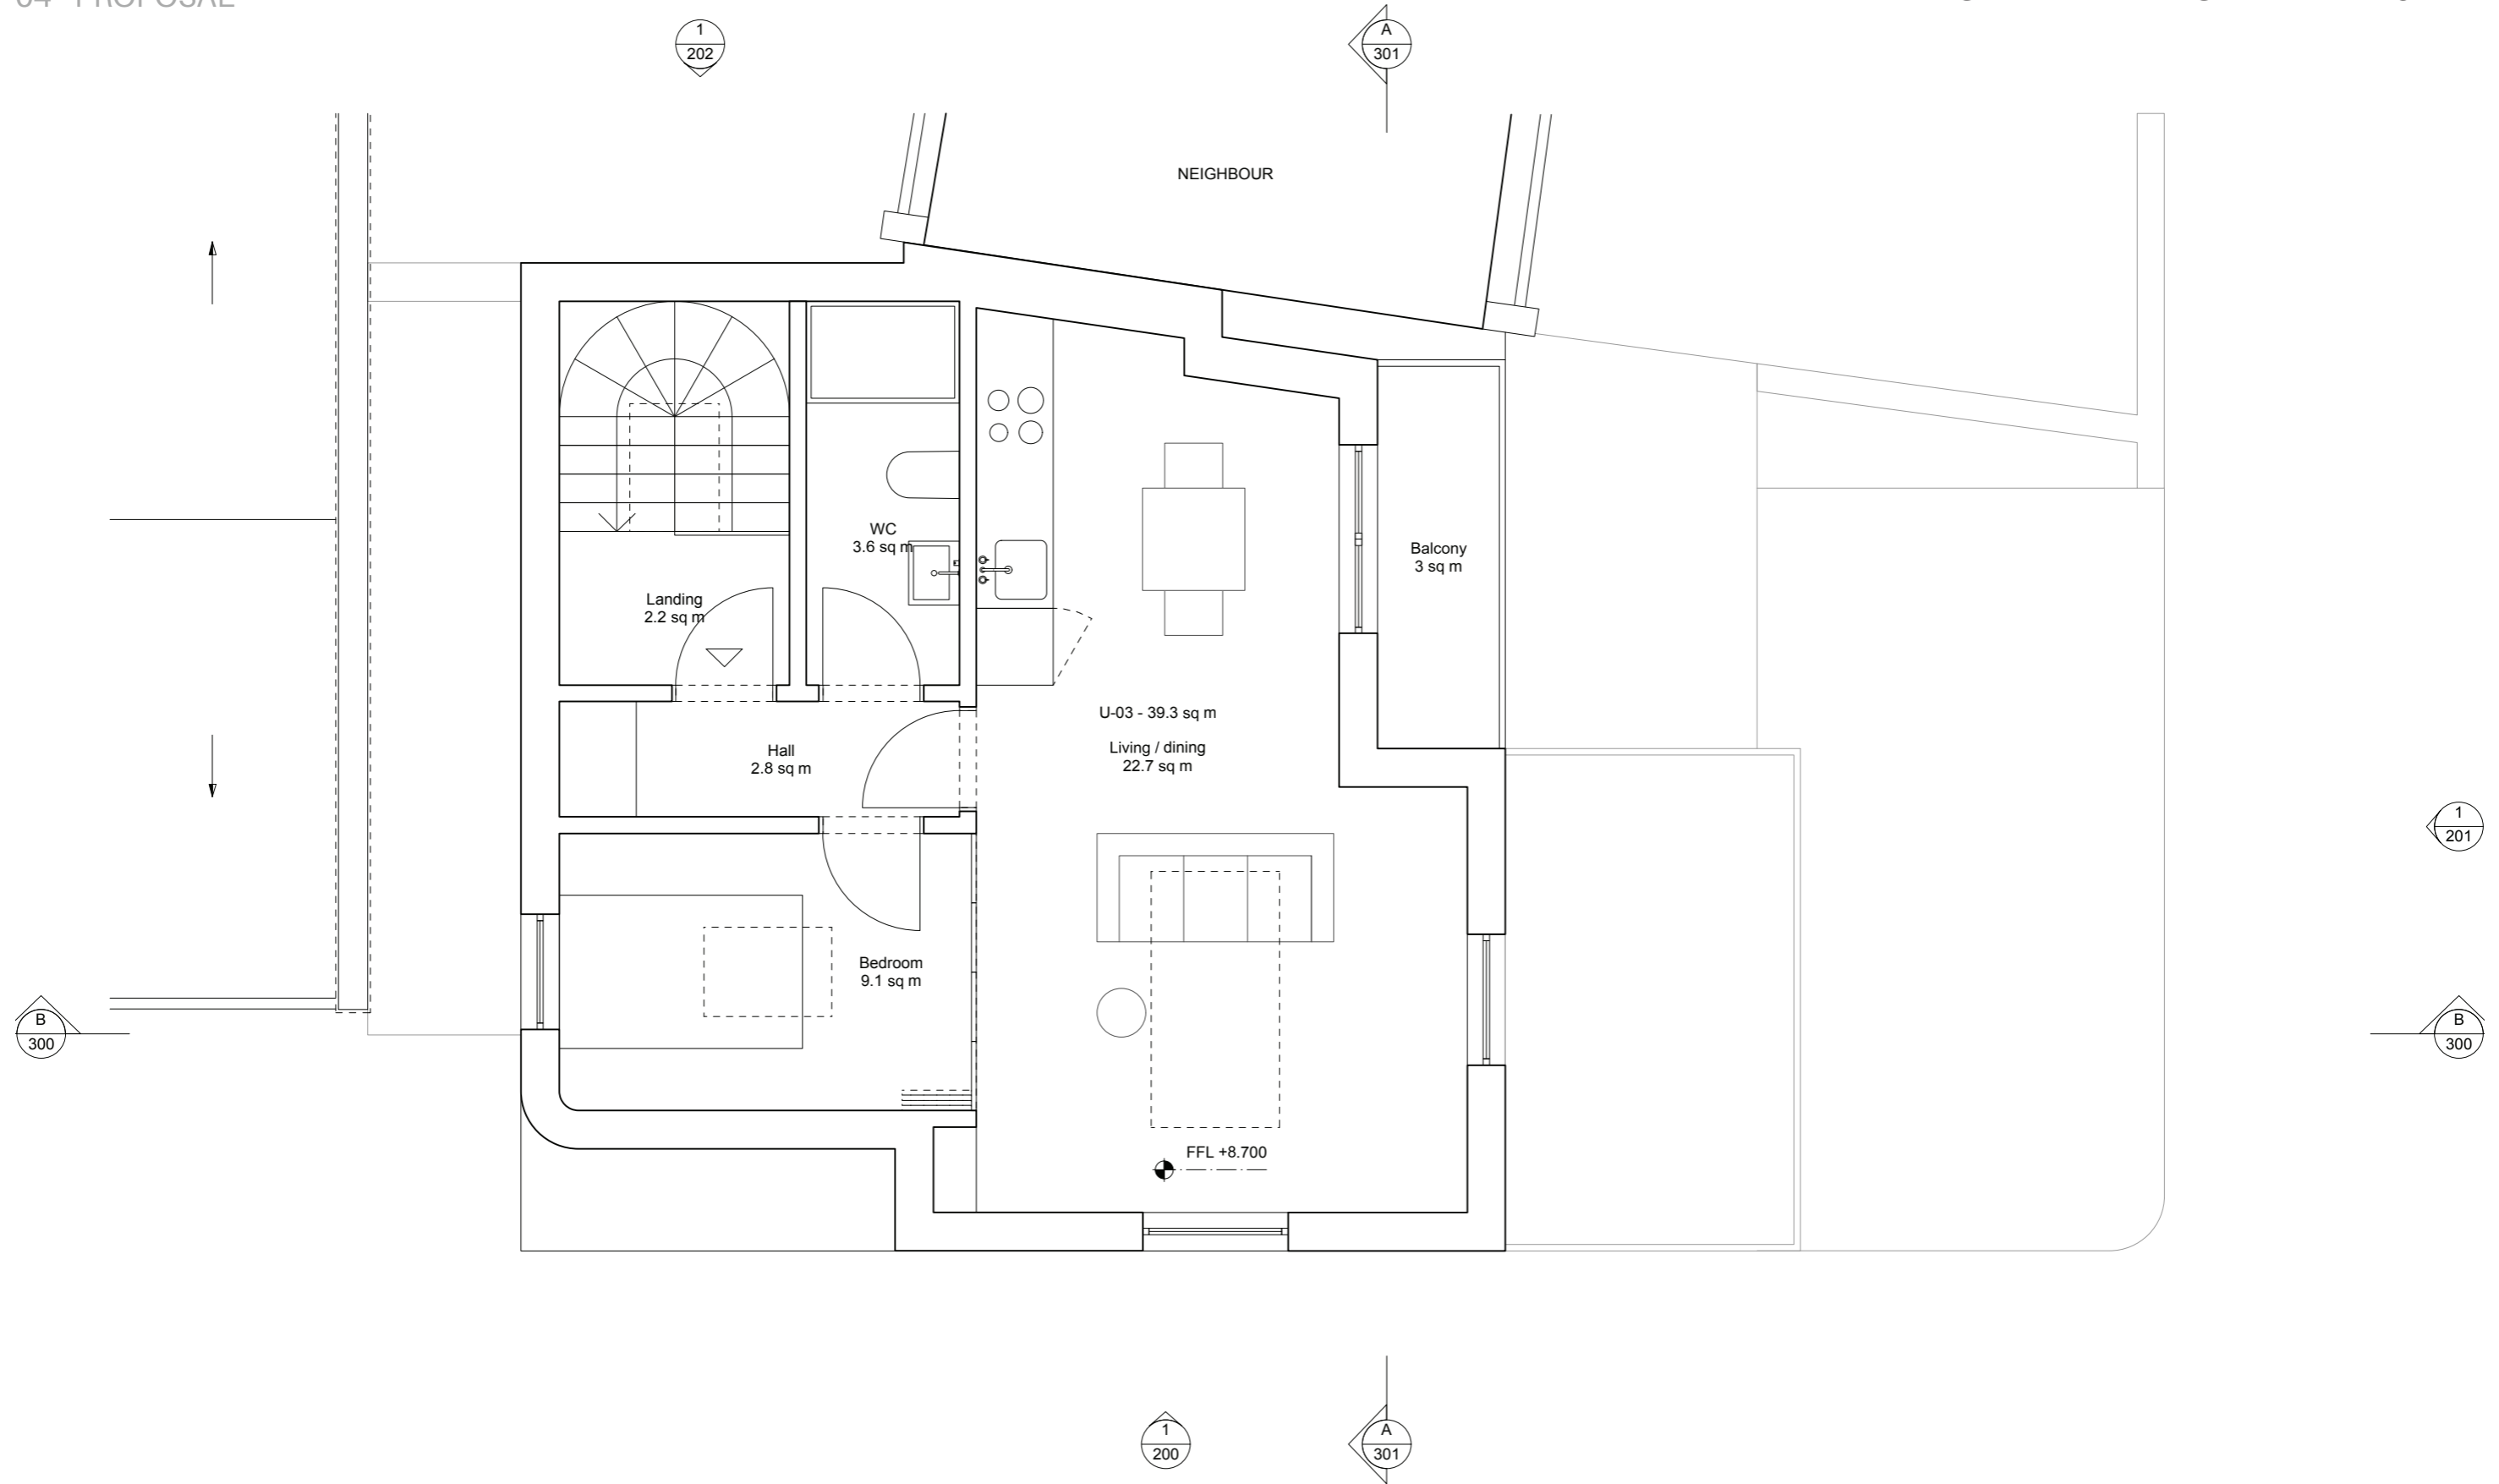 04 PROPOSAL
1
202
A
301
NEIGHBOUR
WC
3.6 sq m
Balcony
3 sq m
Landing
2.2 sq m
U-03 - 39.3 sq m
Hall
2.8 sq m
Living / dining
22.7 sq m
1
201
Bedroom
9.1 sq m
B
300
B
300
FFL +8.700
1
200
A
301